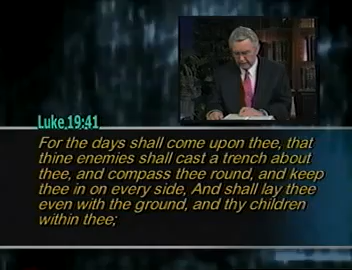 Luke 19:41
For the days shall come upon thee, that
thine enemies shall cast a trench about
thee, and compass thee round, and keep
thee in on every side, And shall lay thee
even with the ground, and thy children
within thee;